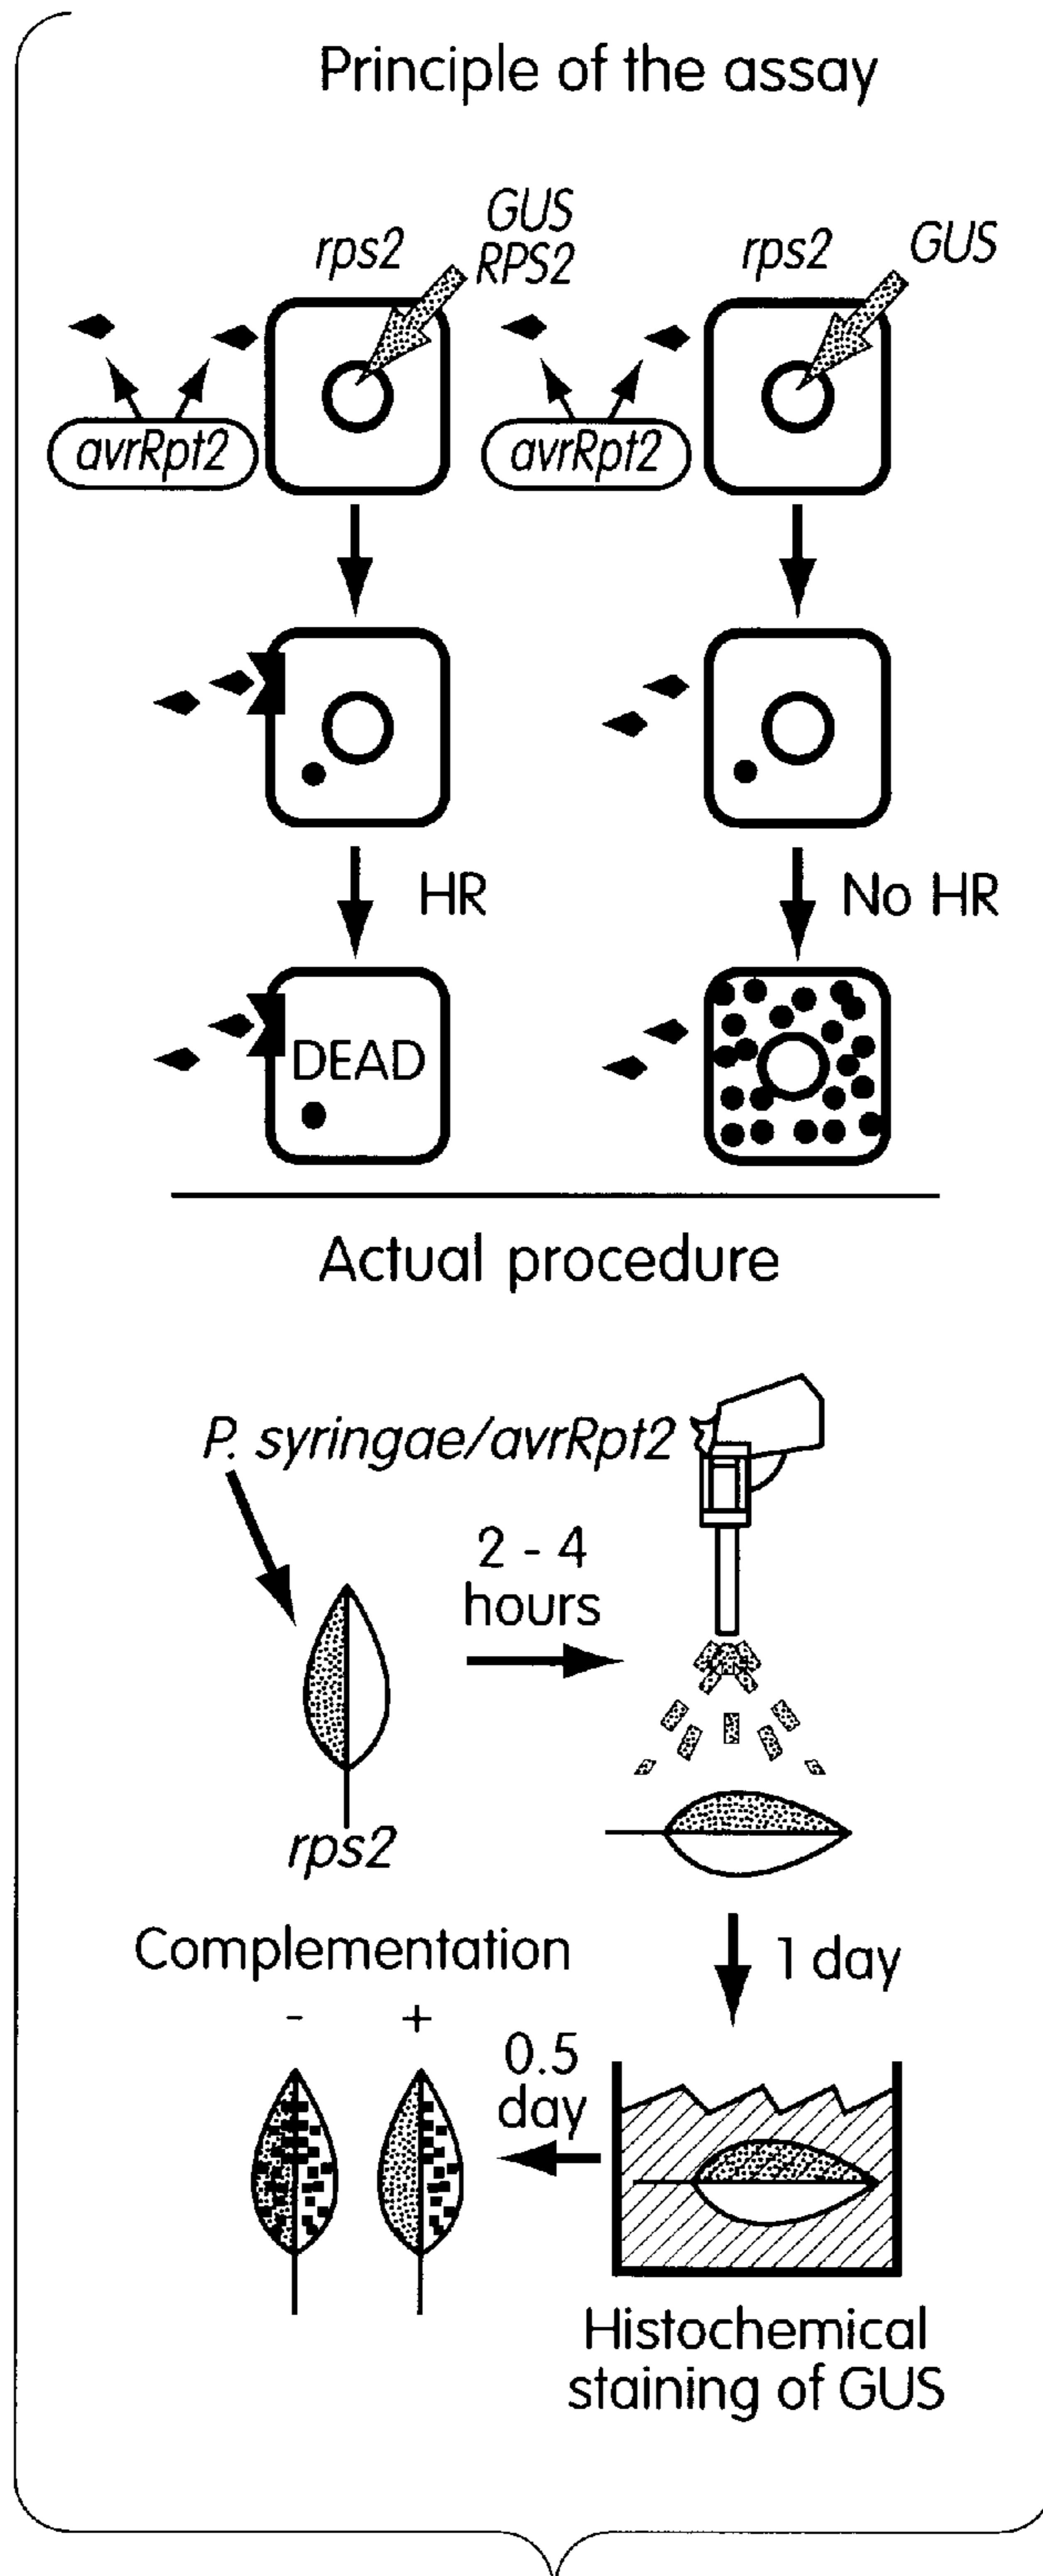 Principle of the assay
rps2
GUS
RPS2
rps2
GUS
avrRpt2
avrRpt2
HR
No HR
DEAD
Actual procedure
P. syringae/avrRpt2
2 - 4
hours
rps2
Complementation
- +
1 day
0.5
day
Histochemical
staining of GUS